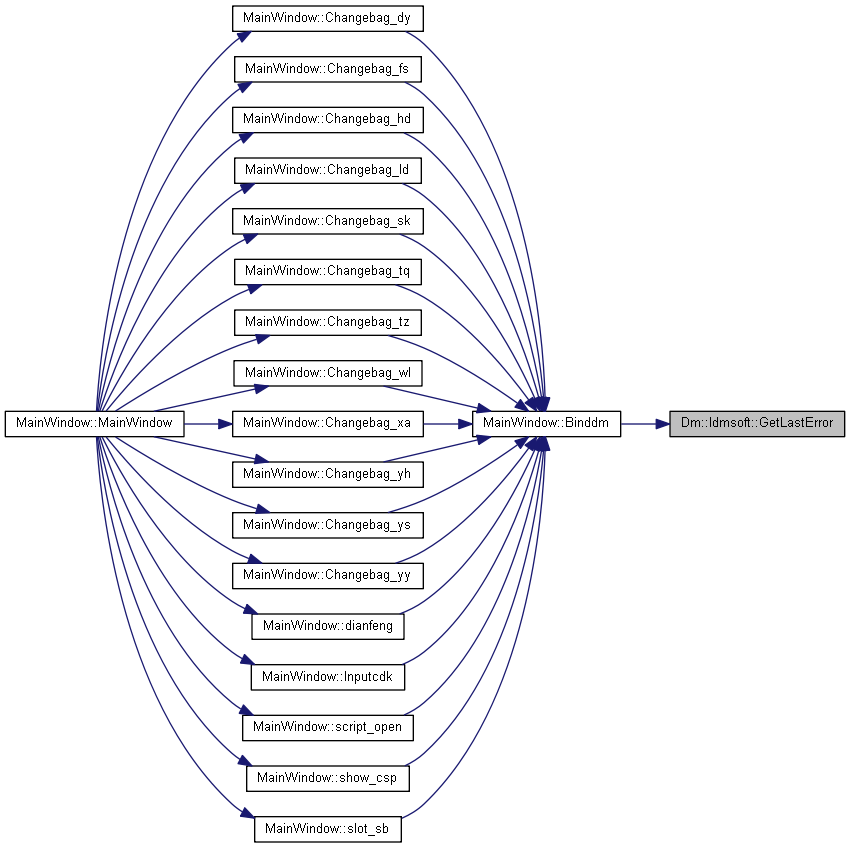 MainWindow::Changebag_dy
MainWindow::Changebag_fs
MainWindow::Changebag_hd
MainWindow::Changebag_ld
MainWindow::Changebag_sk
MainWindow::Changebag_tq
MainWindow::Changebag_tz
MainWindow::Changebag_wl
MainWindow::MainWindow
MainWindow::Changebag_xa
MainWindow::Binddm
Dm::Idmsoft::GetLastError
MainWindow::Changebag_yh
MainWindow::Changebag_ys
MainWindow::Changebag_yy
MainWindow::dianfeng
MainWindow::Inputcdk
MainWindow::script_open
MainWindow::show_csp
MainWindow::slot_sb